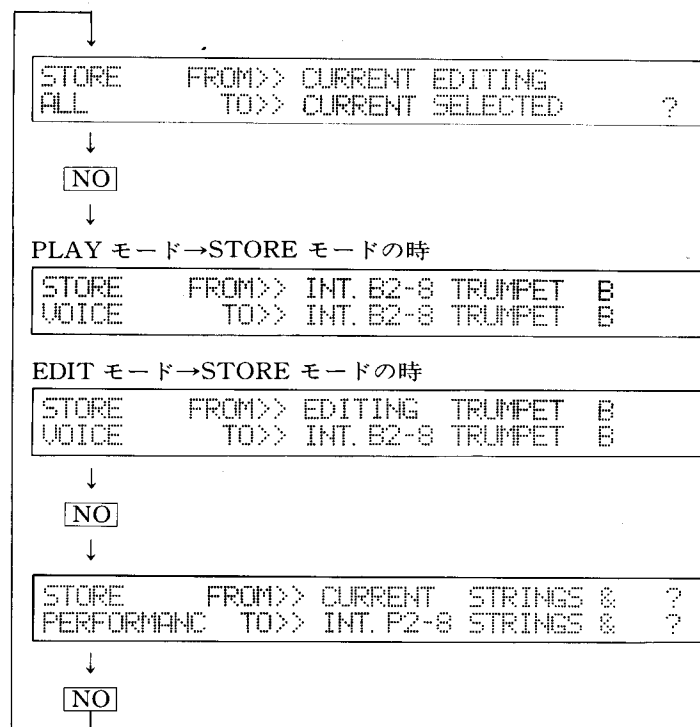 STORE FROM>> CURRENT EDITING
ALL TO>> CURRENT SELECTED ?
↓
NO
↓
PLAY モード→STORE モードの時
STORE FROM>> INT. B2-8 TRUMPET B
VOICE TO>> INT. B2-8 TRUMPET B
EDIT モード→STORE モードの時
STORE FROM>> EDITING TRUMPET B
VOICE TO>> INT. B2-8 TRUMPET B
↓
NO
↓
STORE FROM>> CURRENT STRINGS & ?
PERFORMANC TO>> INT. P2-8 STRINGS & ?
↓
NO